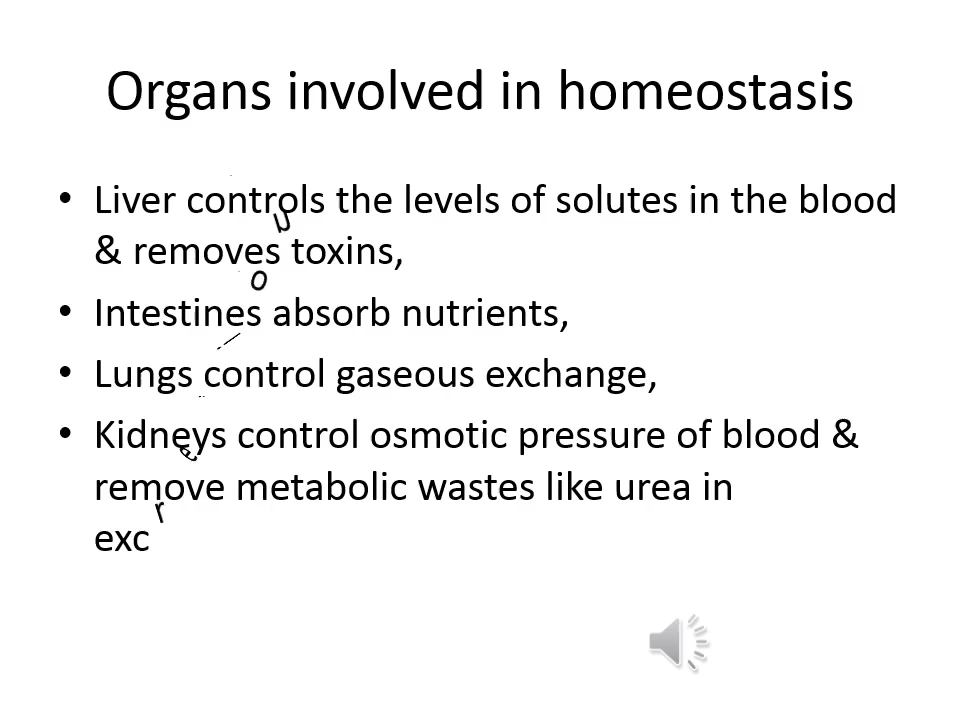 Organs involved in homeostasis
• Liver controls the levels of solutes in the blood
& removes toxins,
• Intestines absorb nutrients,
• Lungs control gaseous exchange,
• Kidneys control osmotic pressure of blood &
remove metabolic wastes like urea in
exc